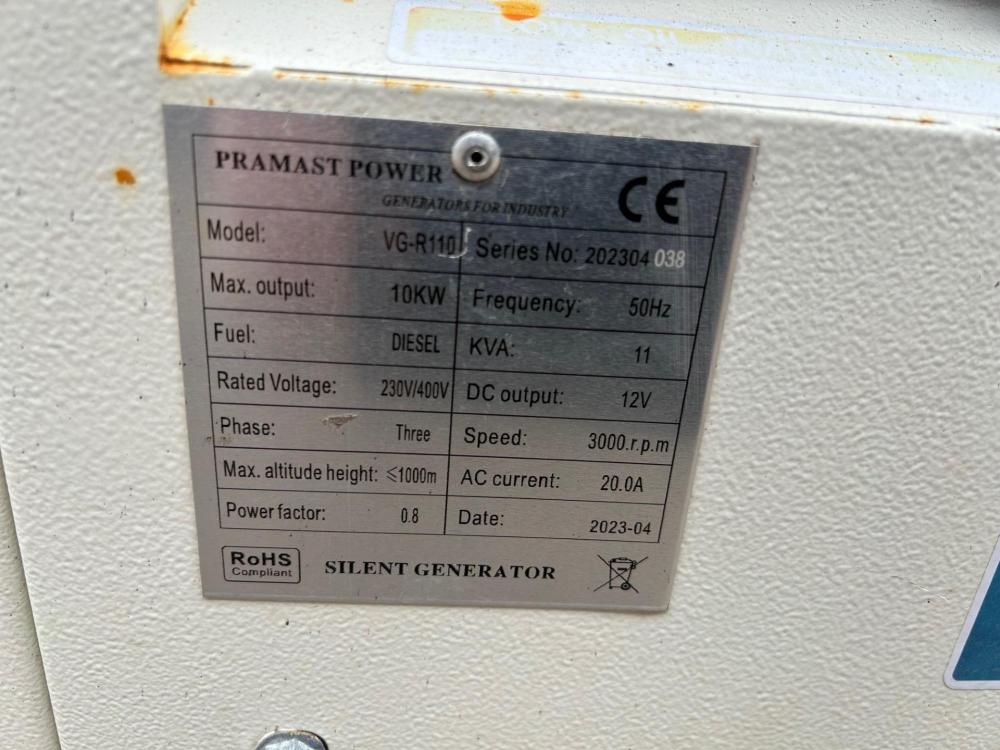 PRAMAST POWER
GENERATORS FOR INDUSTRY
CE
Model: VG-R110 Series No: 202304 038
Max. output: 10KW Frequency: 50Hz
Fuel: DIESEL KVA: 11
Rated Voltage: 230V/400V DC output: 12V
Phase: Three Speed: 3000.r.p.m
Max. altitude height: ≤1000m AC current: 20.0A
Power factor: 0.8 Date: 2023-04
RoHS
Compliant
SILENT GENERATOR